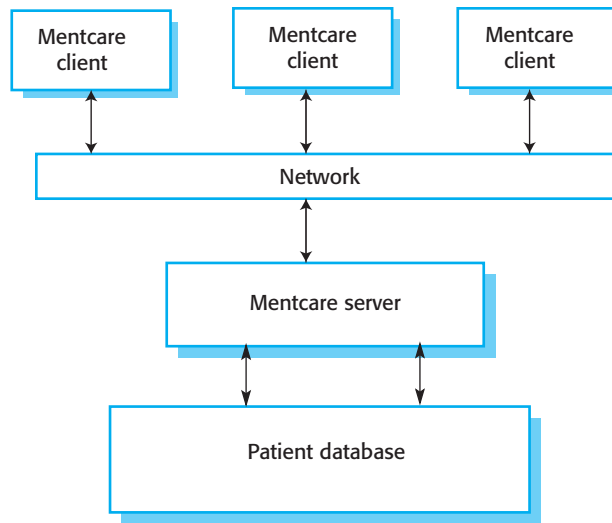 Mentcare
client
Mentcare
client
Mentcare
client
Network
Mentcare server
Patient database